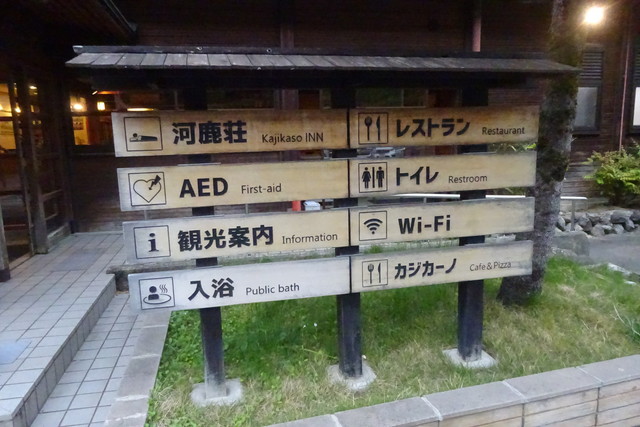 河鹿荘 Kajikaso INN
レストラン Restaurant
AED First-aid
トイレ Restroom
i 観光案内 Information
Wi-Fi
入浴 Public bath
カジカーノ Cafe & Pizza